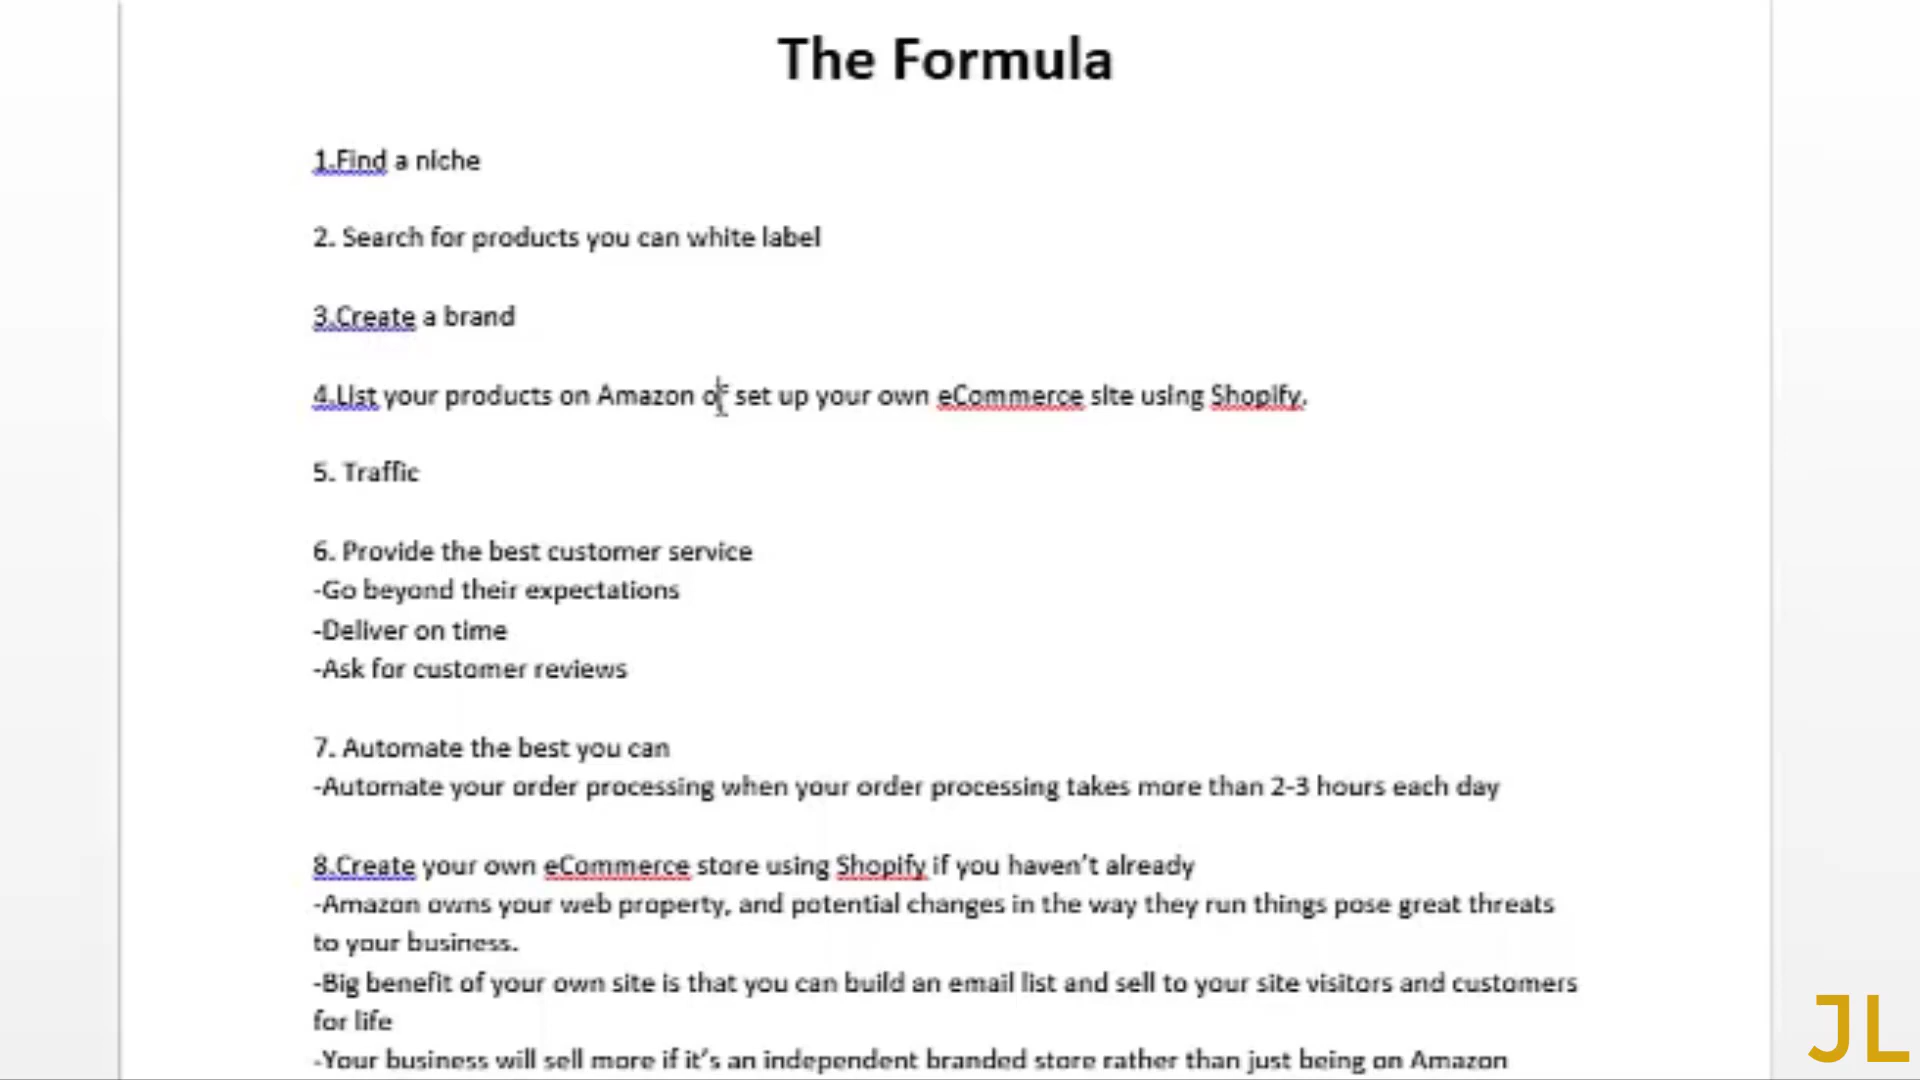 The Formula
1.Find a niche
2. Search for products you can white label
3.Create a brand
4.List your products on Amazon or set up your own eCommerce site using Shopify.
5. Traffic
6. Provide the best customer service
-Go beyond their expectations
-Deliver on time
-Ask for customer reviews
7. Automate the best you can
-Automate your order processing when your order processing takes more than 2-3 hours each day
8.Create your own eCommerce store using Shopify if you haven’t already
-Amazon owns your web property, and potential changes in the way they run things pose great threats
to your business.
-Big benefit of your own site is that you can build an email list and sell to your site visitors and customers
for life
-Your business will sell more if it’s an independent branded store rather than just being on Amazon
JL